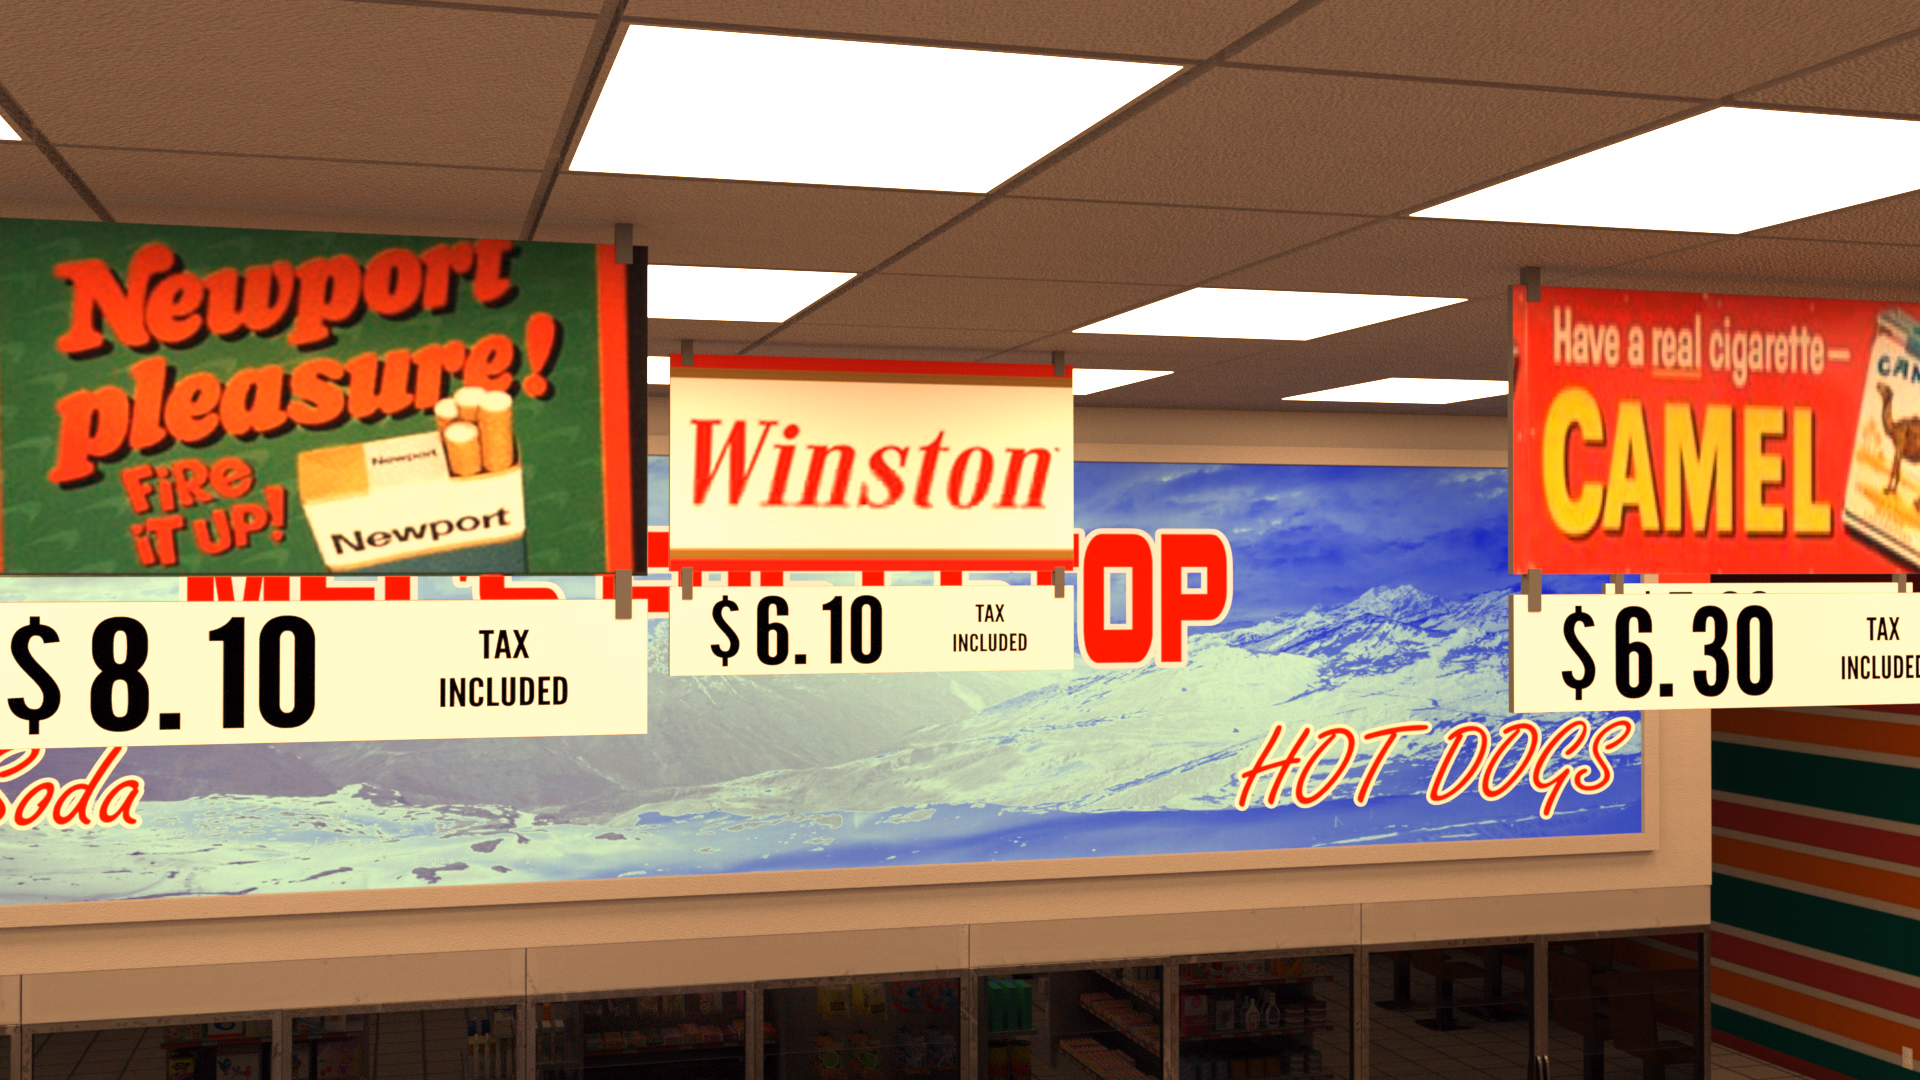 Newport
pleasure!
FiRe
iT UP!
Newport
Newport
$8.10
TAX
INCLUDED
Winston
$6.10
TAX
INCLUDED
Have a real cigarette—
CAMEL
$6.30
TAX
INCLUDED
OP
Soda
HOT DOGS